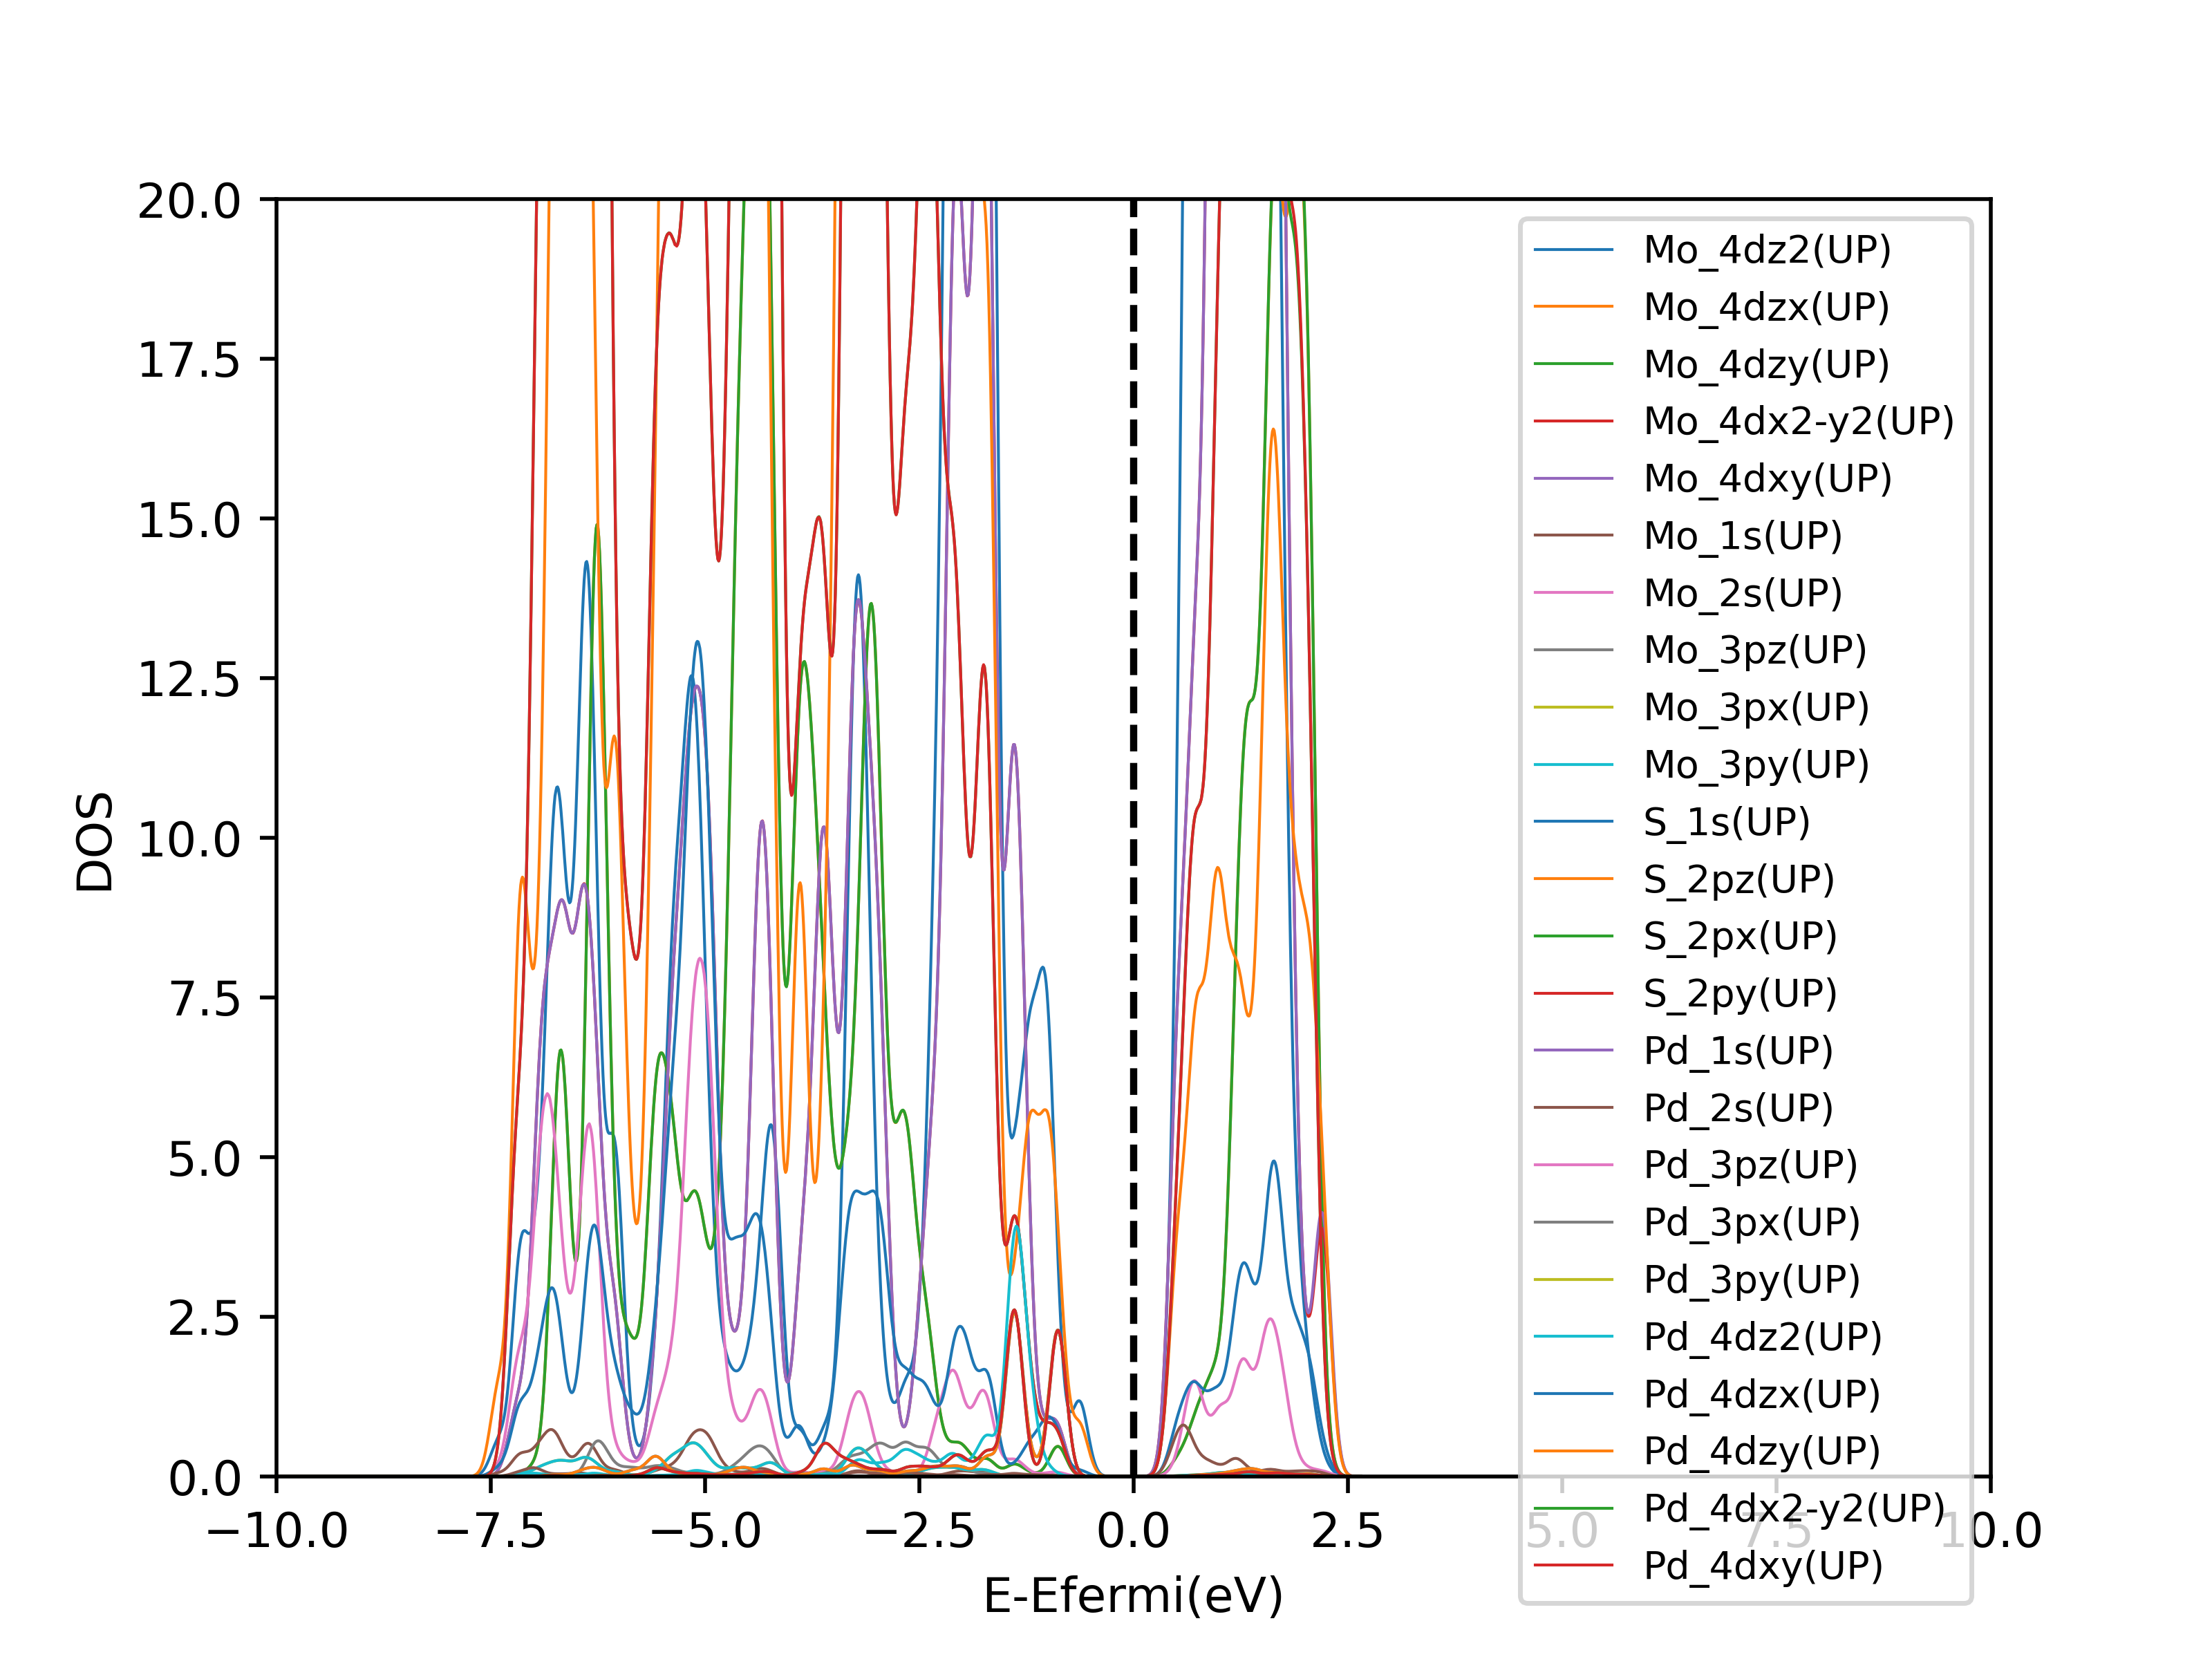 20.0
17.5
15.0
12.5
10.0
7.5
5.0
2.5
0.0
DOS
−10.0 −7.5 −5.0 −2.5 0.0 2.5 5.0 7.5 10.0
E-Efermi(eV)
Mo_4dz2(UP)
Mo_4dzx(UP)
Mo_4dzy(UP)
Mo_4dx2-y2(UP)
Mo_4dxy(UP)
Mo_1s(UP)
Mo_2s(UP)
Mo_3pz(UP)
Mo_3px(UP)
Mo_3py(UP)
S_1s(UP)
S_2pz(UP)
S_2px(UP)
S_2py(UP)
Pd_1s(UP)
Pd_2s(UP)
Pd_3pz(UP)
Pd_3px(UP)
Pd_3py(UP)
Pd_4dz2(UP)
Pd_4dzx(UP)
Pd_4dzy(UP)
Pd_4dx2-y2(UP)
Pd_4dxy(UP)